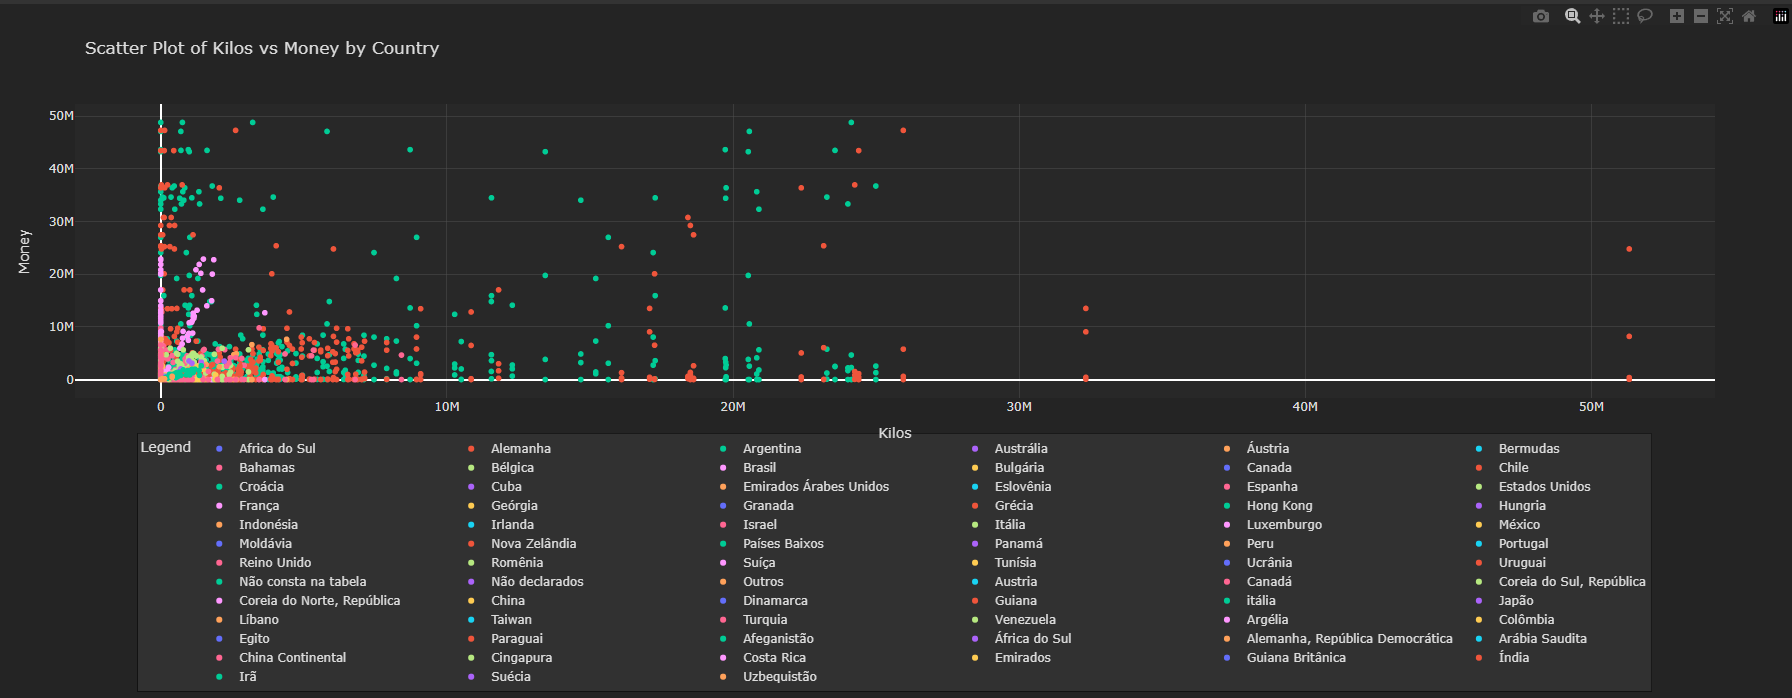 Scatter Plot of Kilos vs Money by Country
50M
40M
30M
20M
10M
0
Money
0 10M 20M 30M 40M 50M
Kilos
Legend Africa do Sul Alemanha Argentina Austrália Áustria Bermudas
Bahamas Bélgica Brasil Bulgária Canada Chile
Croácia Cuba Emirados Árabes Unidos Eslovênia Espanha Estados Unidos
França Geórgia Granada Grécia Hong Kong Hungria
Indonésia Irlanda Israel Itália Luxemburgo México
Moldávia Nova Zelândia Países Baixos Panamá Peru Portugal
Reino Unido Romênia Suíça Tunísia Ucrânia Uruguai
Não consta na tabela Não declarados Outros Austria Canadá Coreia do Sul, República
Coreia do Norte, República China Dinamarca Guiana itália Japão
Líbano Taiwan Turquia Venezuela Argélia Colômbia
Egito Paraguai Afeganistão África do Sul Alemanha, República Democrática Arábia Saudita
China Continental Cingapura Costa Rica Emirados Guiana Britânica Índia
Irã Suécia Uzbequistão